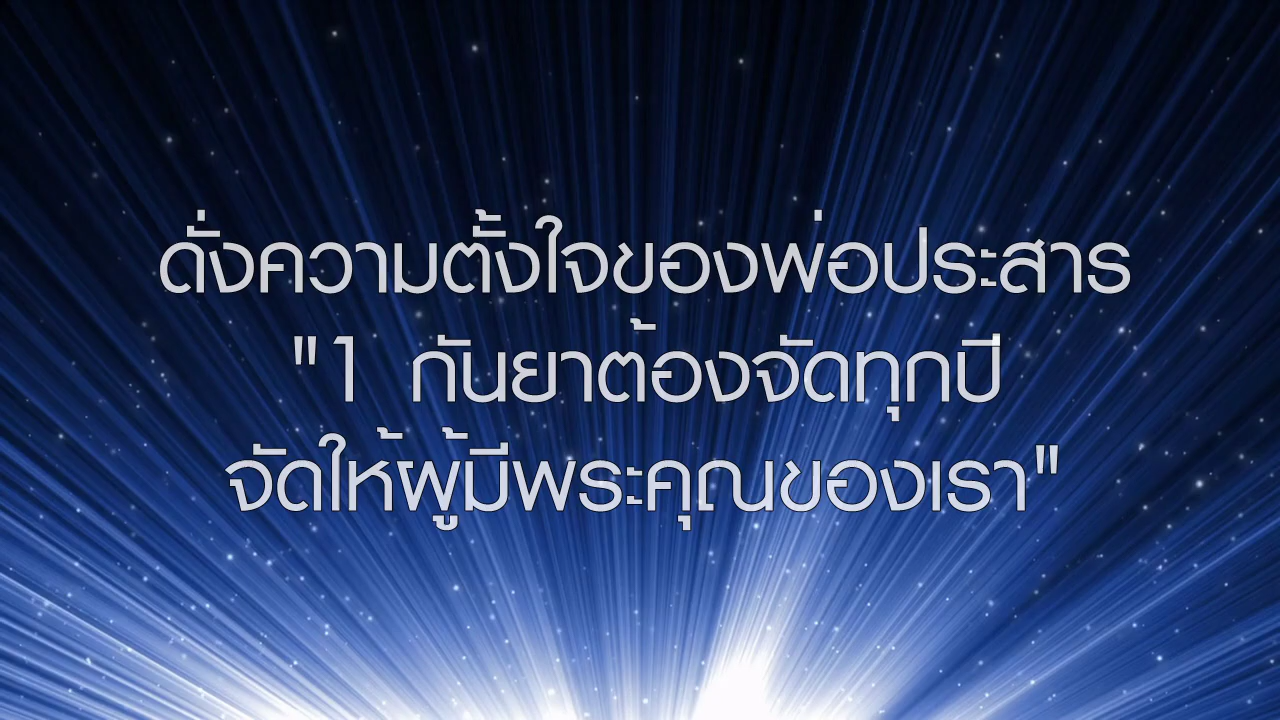 ดั่งความตั้งใจของพ่อประสาร
"1 กันยาต้องจัดทุกปี
จัดให้ผู้มีพระคุณของเรา"